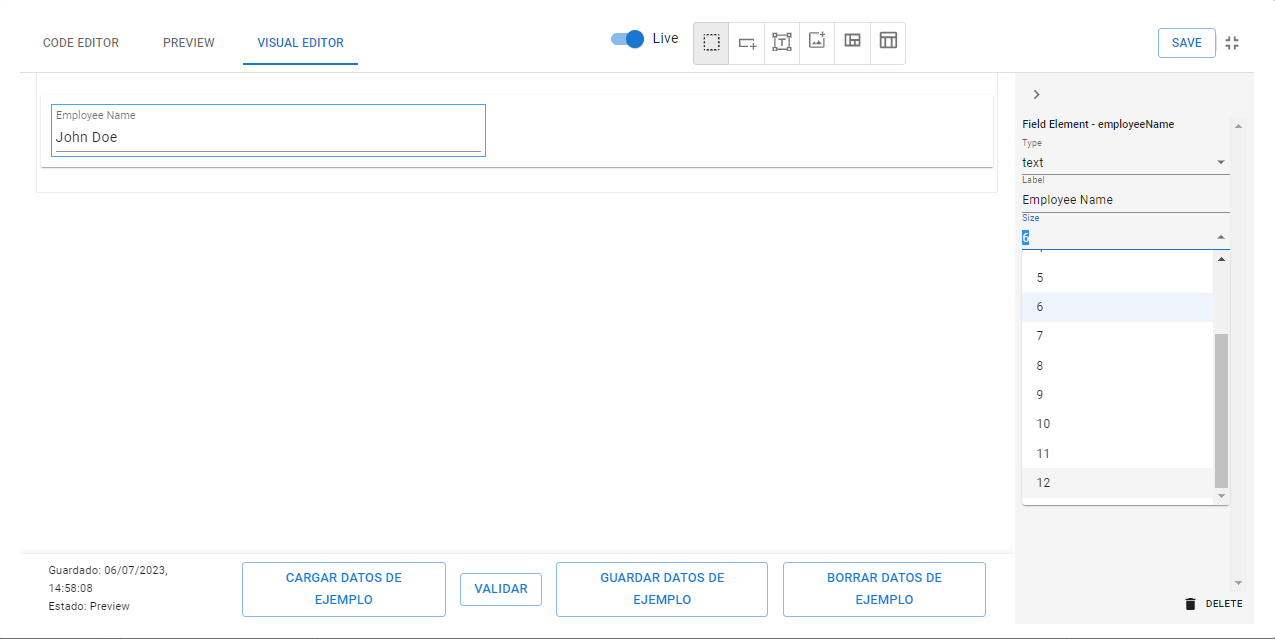 CODE EDITOR
PREVIEW
VISUAL EDITOR
Live
SAVE
Employee Name
John Doe
Field Element - employeeName
Type
text
Label
Employee Name
Size
6
5
6
7
8
9
10
11
12
Guardado: 06/07/2023,
14:58:08
Estado: Preview
CARGAR DATOS DE
EJEMPLO
VALIDAR
GUARDAR DATOS DE
EJEMPLO
BORRAR DATOS DE
EJEMPLO
DELETE